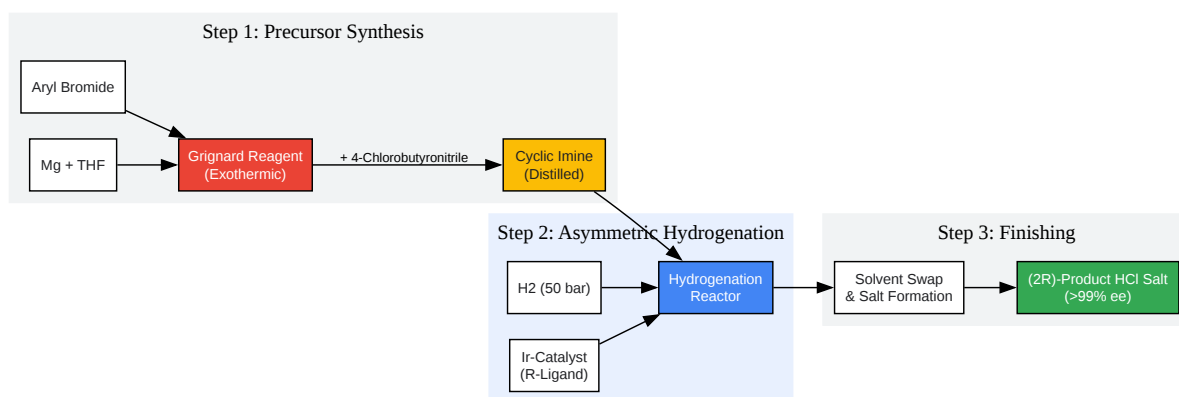 Step 1: Precursor Synthesis
Aryl Bromide
Mg + THF
Grignard Reagent
(Exothermic)
+ 4-Chlorobutyronitrile
Cyclic Imine
(Distilled)
Step 2: Asymmetric Hydrogenation
H2 (50 bar)
Ir-Catalyst
(R-Ligand)
Hydrogenation
Reactor
Step 3: Finishing
Solvent Swap
& Salt Formation
(2R)-Product HCl Salt
(>99% ee)